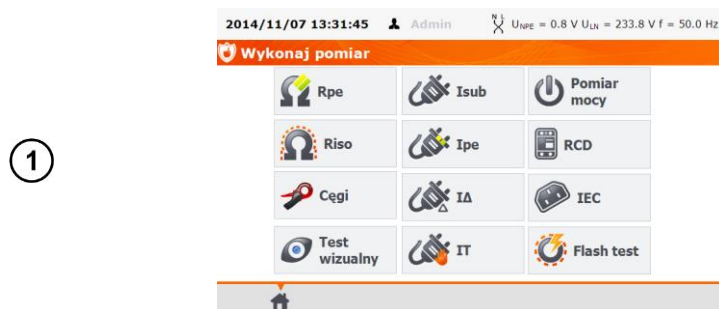 2014/11/07 13:31:45 Admin N L UNPE = 0.8 V ULN = 233.8 V f = 50.0 Hz
Wykonaj pomiar
Rpe Isub Pomiar mocy
1
Riso Ipe RCD
Cęgi IΔ IEC
Test wizualny IT Flash test